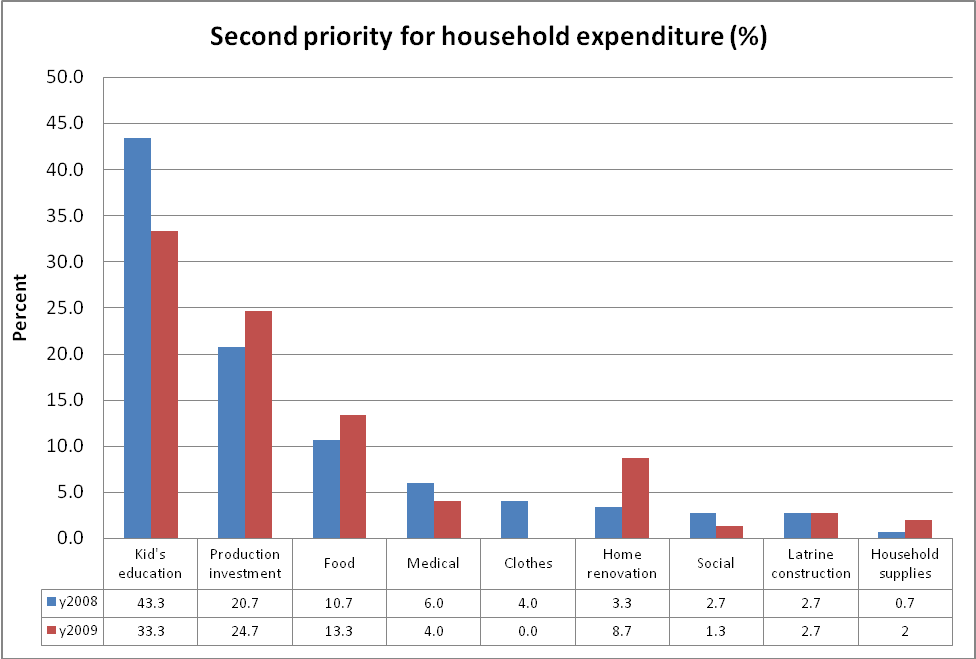 Second priority for household expenditure (%)
50.0
45.0
40.0
35.0
30.0
25.0
20.0
15.0
10.0
5.0
0.0
Percent
Kid's education
Production investment
Food
Medical
Clothes
Home renovation
Social
Latrine construction
Household supplies
y2008 43.3 20.7 10.7 6.0 4.0 3.3 2.7 2.7 0.7
y2009 33.3 24.7 13.3 4.0 0.0 8.7 1.3 2.7 2